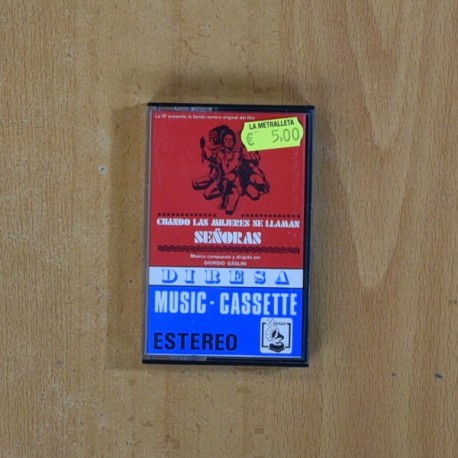 La BP presenta la banda sonora original del film
LA METRALLETA
€ 5,00
CUANDO LAS MUJERES SE LLAMAN
SEÑORAS
Musica compuesta y dirigida por
GIORGIO GASLINI
DIRESA
MUSIC - CASSETTE
ESTEREO